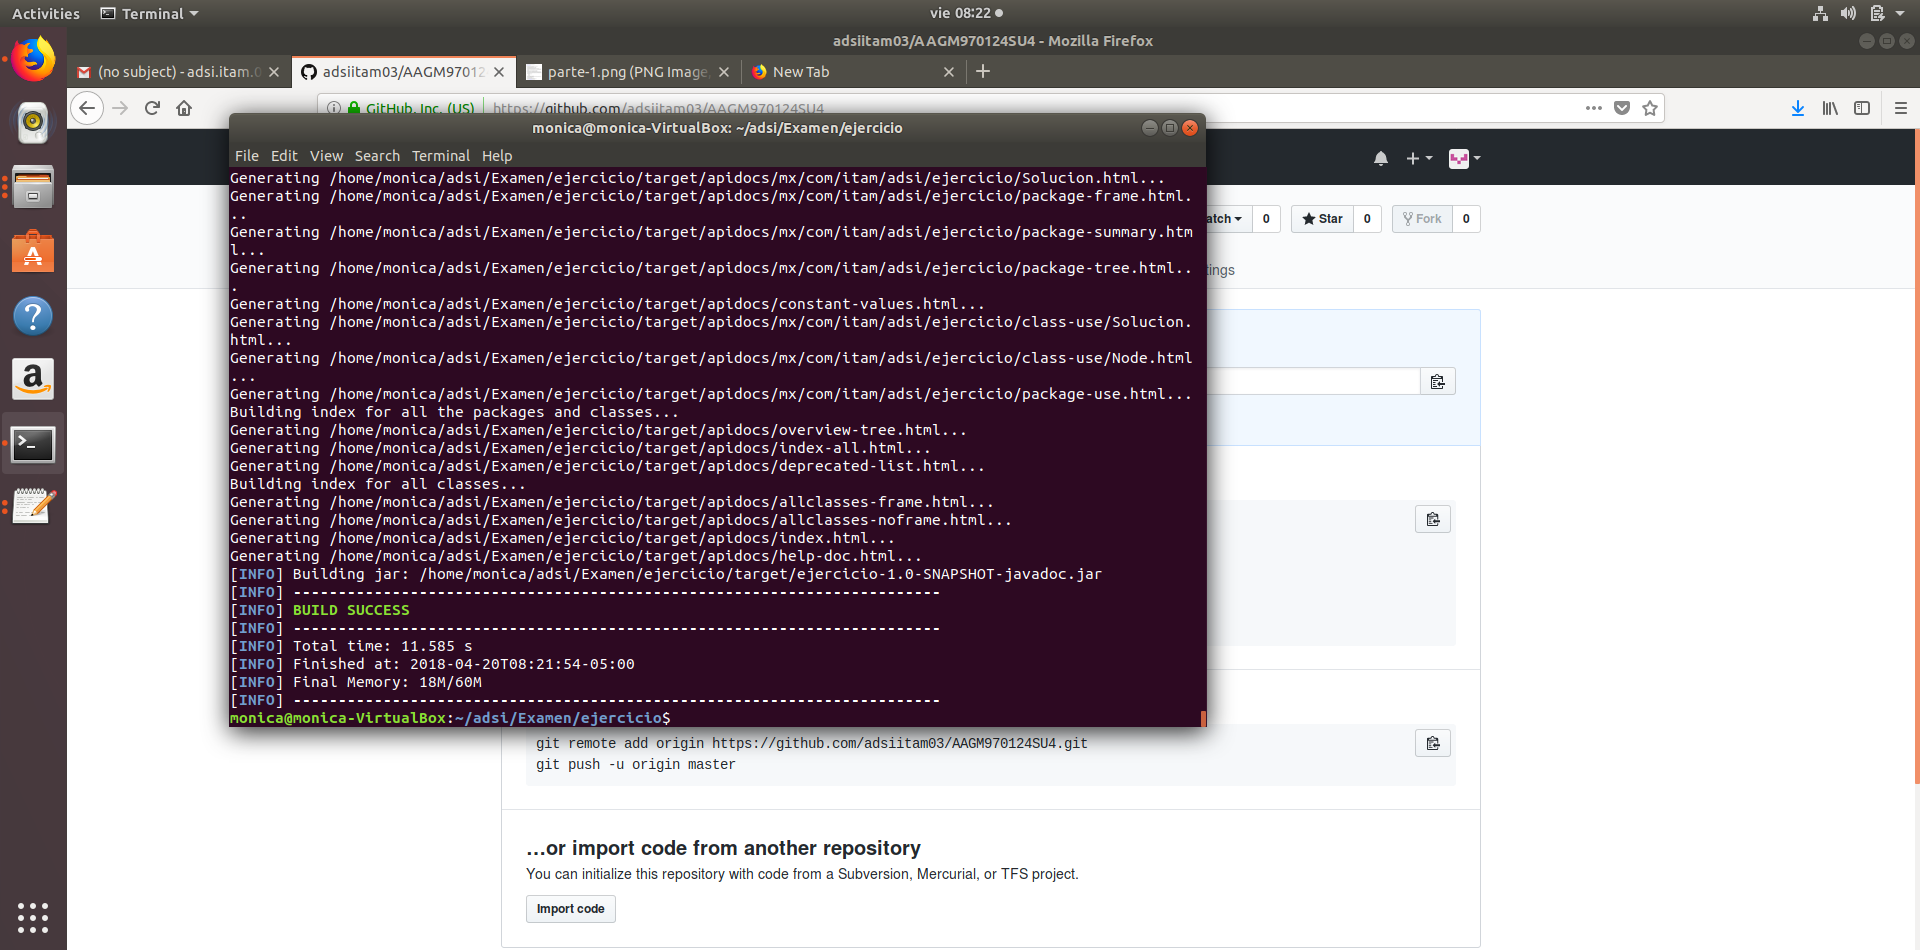 Activities
Terminal
vie 08:22
adsiitam03/AAGM970124SU4 - Mozilla Firefox
(no subject) - adsi.itam.0
adsiitam03/AAGM97012
parte-1.png (PNG Image,
New Tab
GitHub, Inc. (US)
https://github.com/adsiitam03/AAGM970124SU4
monica@monica-VirtualBox: ~/adsi/Examen/ejercicio
File Edit View Search Terminal Help
Generating /home/monica/adsi/Examen/ejercicio/target/apidocs/mx/com/itam/adsi/ejercicio/Solucion.html...
Generating /home/monica/adsi/Examen/ejercicio/target/apidocs/mx/com/itam/adsi/ejercicio/package-frame.html.
..
Generating /home/monica/adsi/Examen/ejercicio/target/apidocs/mx/com/itam/adsi/ejercicio/package-summary.htm
l...
Generating /home/monica/adsi/Examen/ejercicio/target/apidocs/mx/com/itam/adsi/ejercicio/package-tree.html..
.
Generating /home/monica/adsi/Examen/ejercicio/target/apidocs/constant-values.html...
Generating /home/monica/adsi/Examen/ejercicio/target/apidocs/mx/com/itam/adsi/ejercicio/class-use/Solucion.
html...
Generating /home/monica/adsi/Examen/ejercicio/target/apidocs/mx/com/itam/adsi/ejercicio/class-use/Node.html
...
Generating /home/monica/adsi/Examen/ejercicio/target/apidocs/mx/com/itam/adsi/ejercicio/package-use.html...
Building index for all the packages and classes...
Generating /home/monica/adsi/Examen/ejercicio/target/apidocs/overview-tree.html...
Generating /home/monica/adsi/Examen/ejercicio/target/apidocs/index-all.html...
Generating /home/monica/adsi/Examen/ejercicio/target/apidocs/deprecated-list.html...
Building index for all classes...
Generating /home/monica/adsi/Examen/ejercicio/target/apidocs/allclasses-frame.html...
Generating /home/monica/adsi/Examen/ejercicio/target/apidocs/allclasses-noframe.html...
Generating /home/monica/adsi/Examen/ejercicio/target/apidocs/index.html...
Generating /home/monica/adsi/Examen/ejercicio/target/apidocs/help-doc.html...
[INFO] Building jar: /home/monica/adsi/Examen/ejercicio/target/ejercicio-1.0-SNAPSHOT-javadoc.jar
[INFO] ------------------------------------------------------------------------
[INFO] BUILD SUCCESS
[INFO] ------------------------------------------------------------------------
[INFO] Total time: 11.585 s
[INFO] Finished at: 2018-04-20T08:21:54-05:00
[INFO] Final Memory: 18M/60M
[INFO] ------------------------------------------------------------------------
monica@monica-VirtualBox:~/adsi/Examen/ejercicio$
atch 0
Star 0
Fork 0
ings
git remote add origin https://github.com/adsiitam03/AAGM970124SU4.git
git push -u origin master
…or import code from another repository
You can initialize this repository with code from a Subversion, Mercurial, or TFS project.
Import code